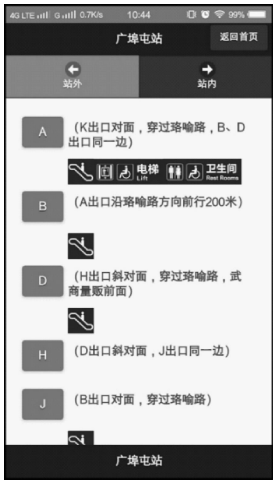 4G LTE G 0.7K/s 10:44 99%
广埠屯站 返回首页
站外 站内
A (K出口对面，穿过珞喻路，B、D
出口同一边)
电梯 卫生间
Lift Rest Rooms
B (A出口沿珞喻路方向前行200米)
D (H出口斜对面，穿过珞喻路，武
商量贩前面)
H (D出口斜对面，J出口同一边)
J (B出口对面，穿过珞喻路)
广埠屯站